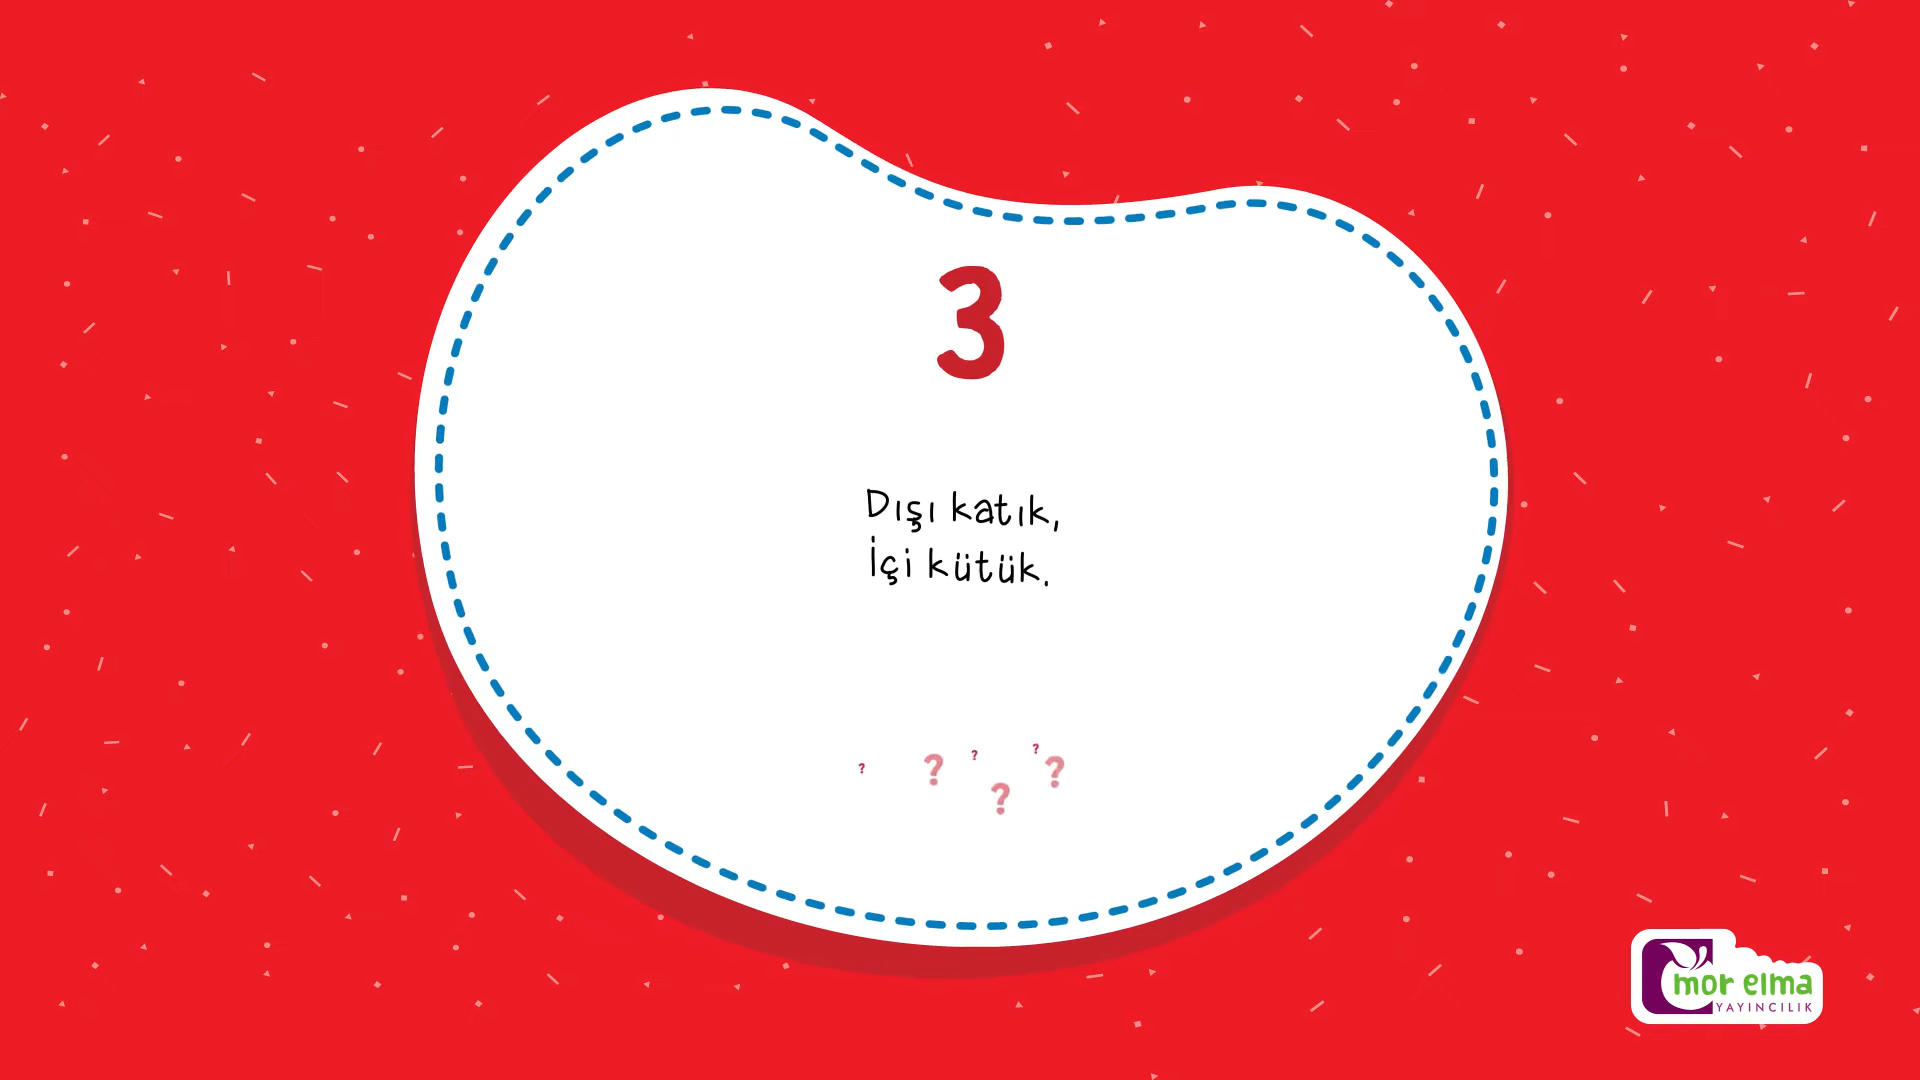 3
Dışı katık,
İçi kütük.
? ? ? ? ? ?
mor elma
YAYINCILIK